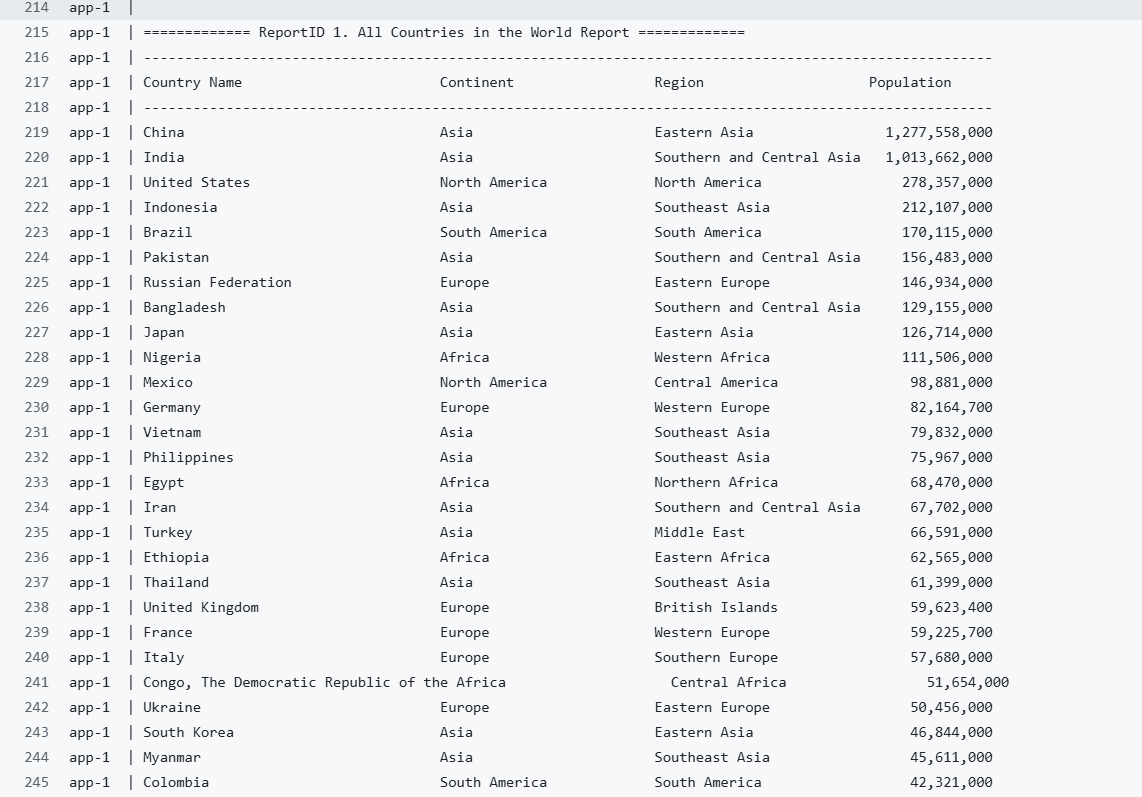 214 app-1 |
215 app-1 | ============= ReportID 1. All Countries in the World Report =============
216 app-1 | -------------------------------------------------------------------------------------------------------
217 app-1 | Country Name                        Continent                 Region                    Population
218 app-1 | -------------------------------------------------------------------------------------------------------
219 app-1 | China                               Asia                      Eastern Asia                1,277,558,000
220 app-1 | India                               Asia                      Southern and Central Asia   1,013,662,000
221 app-1 | United States                       North America             North America                 278,357,000
222 app-1 | Indonesia                           Asia                      Southeast Asia                212,107,000
223 app-1 | Brazil                              South America             South America                 170,115,000
224 app-1 | Pakistan                            Asia                      Southern and Central Asia     156,483,000
225 app-1 | Russian Federation                  Europe                    Eastern Europe                146,934,000
226 app-1 | Bangladesh                          Asia                      Southern and Central Asia     129,155,000
227 app-1 | Japan                               Asia                      Eastern Asia                  126,714,000
228 app-1 | Nigeria                             Africa                    Western Africa                111,506,000
229 app-1 | Mexico                              North America             Central America                98,881,000
230 app-1 | Germany                             Europe                    Western Europe                 82,164,700
231 app-1 | Vietnam                             Asia                      Southeast Asia                 79,832,000
232 app-1 | Philippines                         Asia                      Southeast Asia                 75,967,000
233 app-1 | Egypt                               Africa                    Northern Africa                68,470,000
234 app-1 | Iran                                Asia                      Southern and Central Asia      67,702,000
235 app-1 | Turkey                              Asia                      Middle East                    66,591,000
236 app-1 | Ethiopia                            Africa                    Eastern Africa                 62,565,000
237 app-1 | Thailand                            Asia                      Southeast Asia                 61,399,000
238 app-1 | United Kingdom                      Europe                    British Islands                59,623,400
239 app-1 | France                              Europe                    Western Europe                 59,225,700
240 app-1 | Italy                               Europe                    Southern Europe                57,680,000
241 app-1 | Congo, The Democratic Republic of the Africa                    Central Africa                 51,654,000
242 app-1 | Ukraine                             Europe                    Eastern Europe                 50,456,000
243 app-1 | South Korea                         Asia                      Eastern Asia                   46,844,000
244 app-1 | Myanmar                             Asia                      Southeast Asia                 45,611,000
245 app-1 | Colombia                            South America             South America                  42,321,000